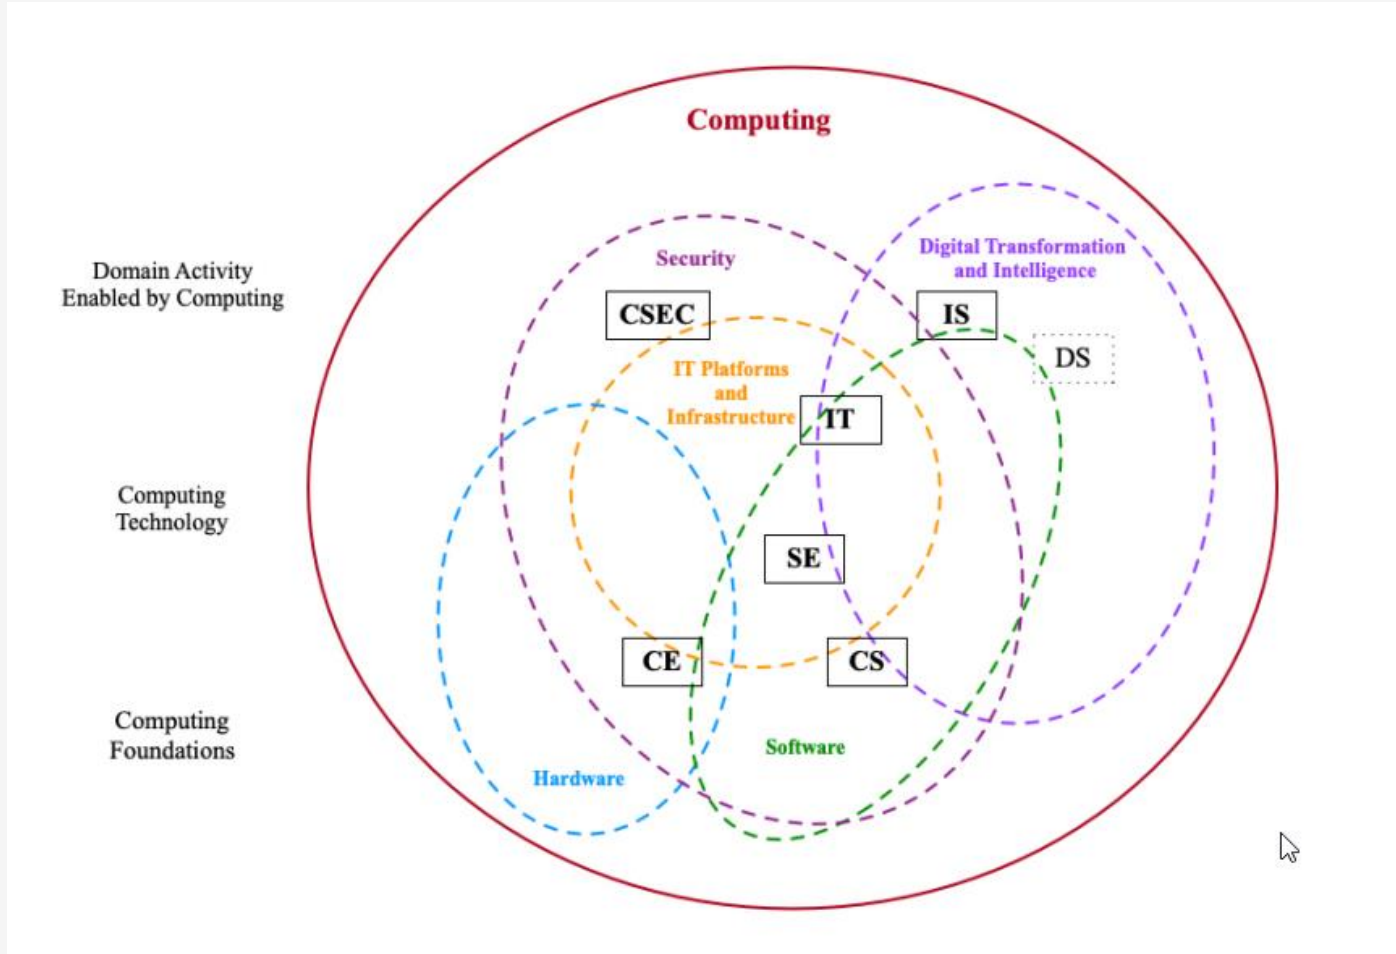 Computing
Domain Activity
Enabled by Computing
Security
Digital Transformation
and Intelligence
CSEC
IS
DS
IT Platforms
and
Infrastructure
IT
Computing
Technology
SE
CE
CS
Computing
Foundations
Software
Hardware